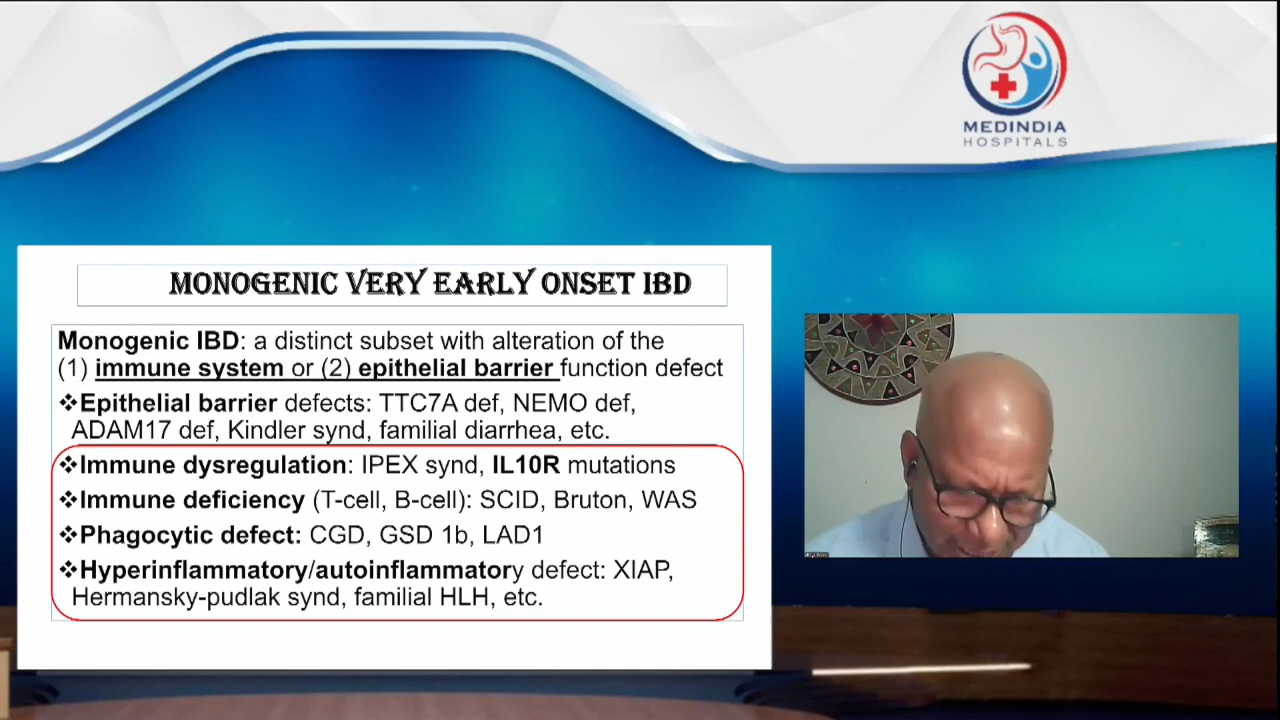 MEDINDIA
HOSPITALS
MONOGENIC VERY EARLY ONSET IBD
Monogenic IBD: a distinct subset with alteration of the
(1) immune system or (2) epithelial barrier function defect
❖Epithelial barrier defects: TTC7A def, NEMO def,
ADAM17 def, Kindler synd, familial diarrhea, etc.
❖Immune dysregulation: IPEX synd, IL10R mutations
❖Immune deficiency (T-cell, B-cell): SCID, Bruton, WAS
❖Phagocytic defect: CGD, GSD 1b, LAD1
❖Hyperinflammatory/autoinflammatory defect: XIAP,
Hermansky-pudlak synd, familial HLH, etc.